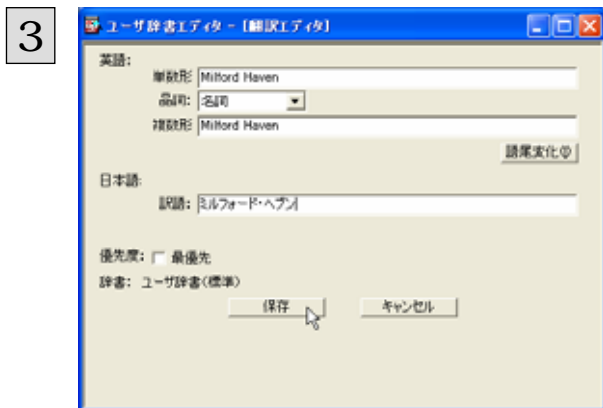 3
ユーザ辞書エディタ - [翻訳エディタ]
英語:
単数形 Milford Haven
品詞: 名詞
複数形 Milford Haven
語尾変化(I)
日本語:
訳語: ミルフォード・ヘブン
優先度: 最優先
辞書: ユーザ辞書(標準)
保存 キャンセル